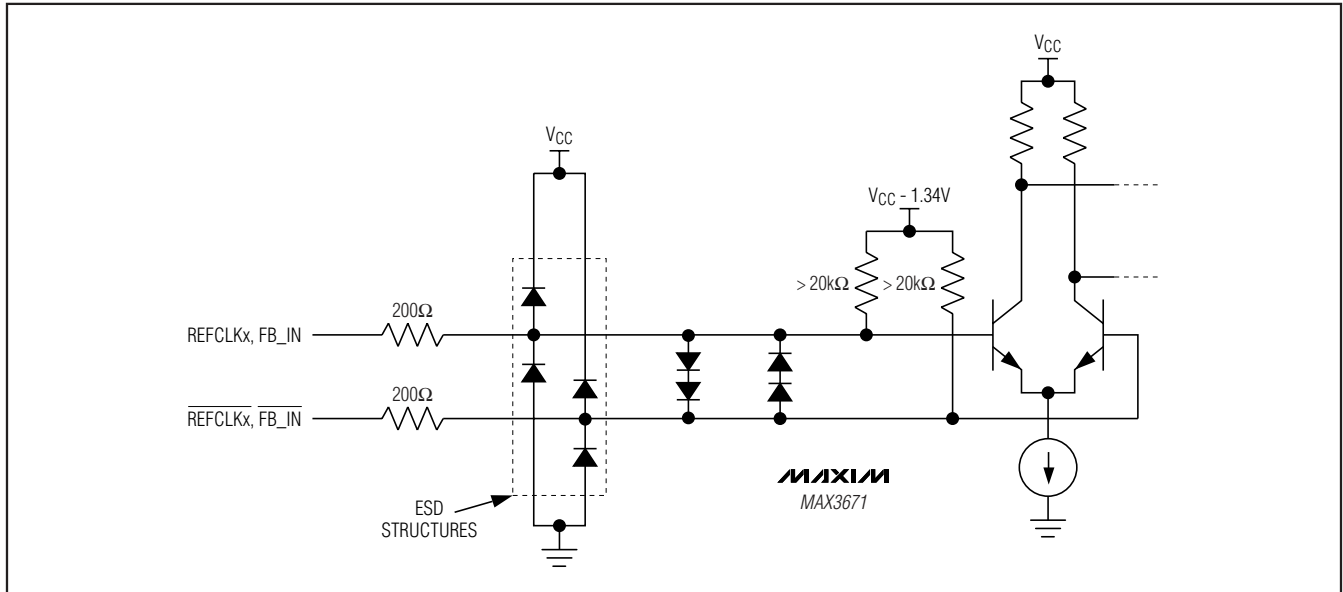 VCC
VCC
VCC - 1.34V
> 20kΩ > 20kΩ
200Ω
REFCLKx, FB_IN
200Ω
REFCLKx, FB_IN
MAXIM
MAX3671
ESD
STRUCTURES